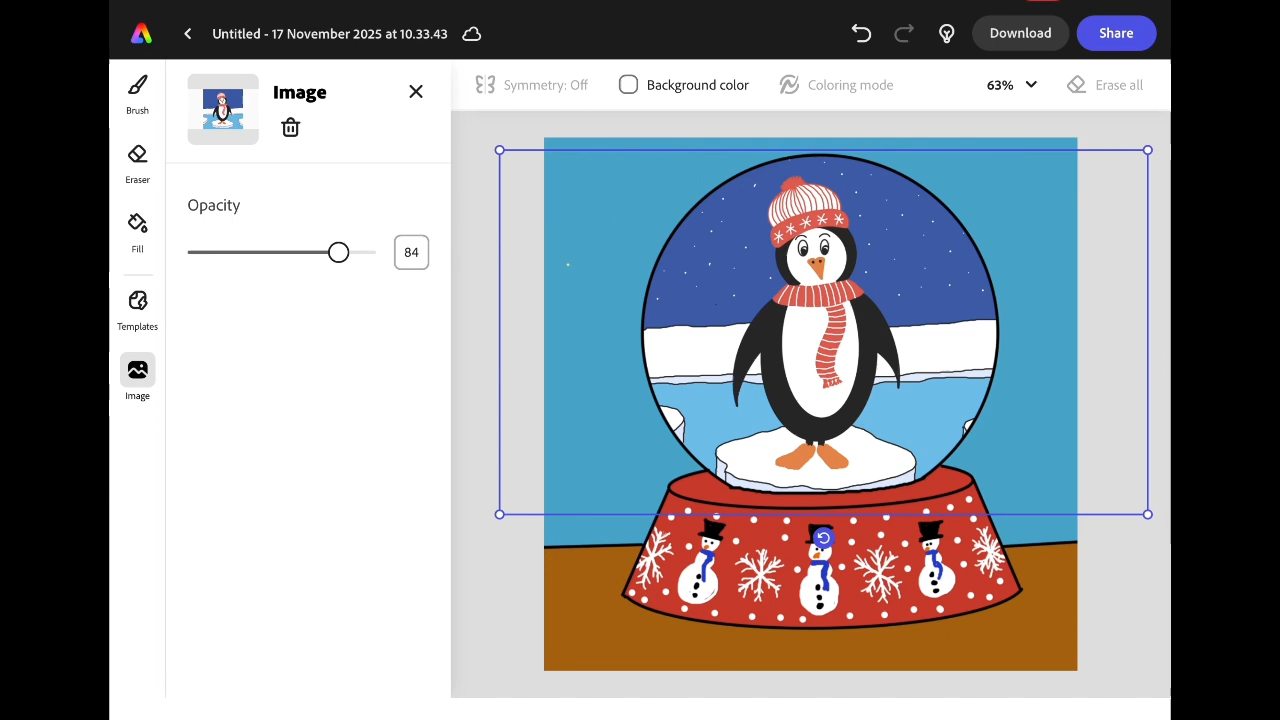 Untitled - 17 November 2025 at 10.33.43
Download
Share
Brush
Eraser
Fill
Templates
Image
Image
Opacity
84
Symmetry: Off
Background color
Coloring mode
63%
Erase all